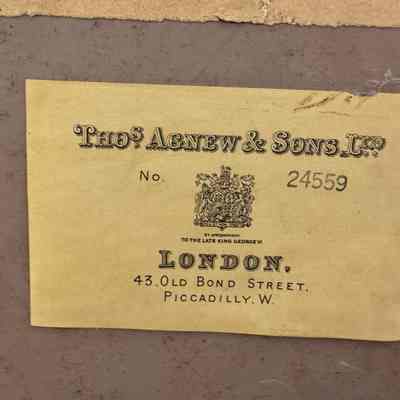 THOS. AGNEW & SONS, LTD.
No. 24559
BY APPOINTMENT
TO THE LATE KING GEORGE VI
LONDON,
43, OLD BOND STREET,
PICCADILLY. W.